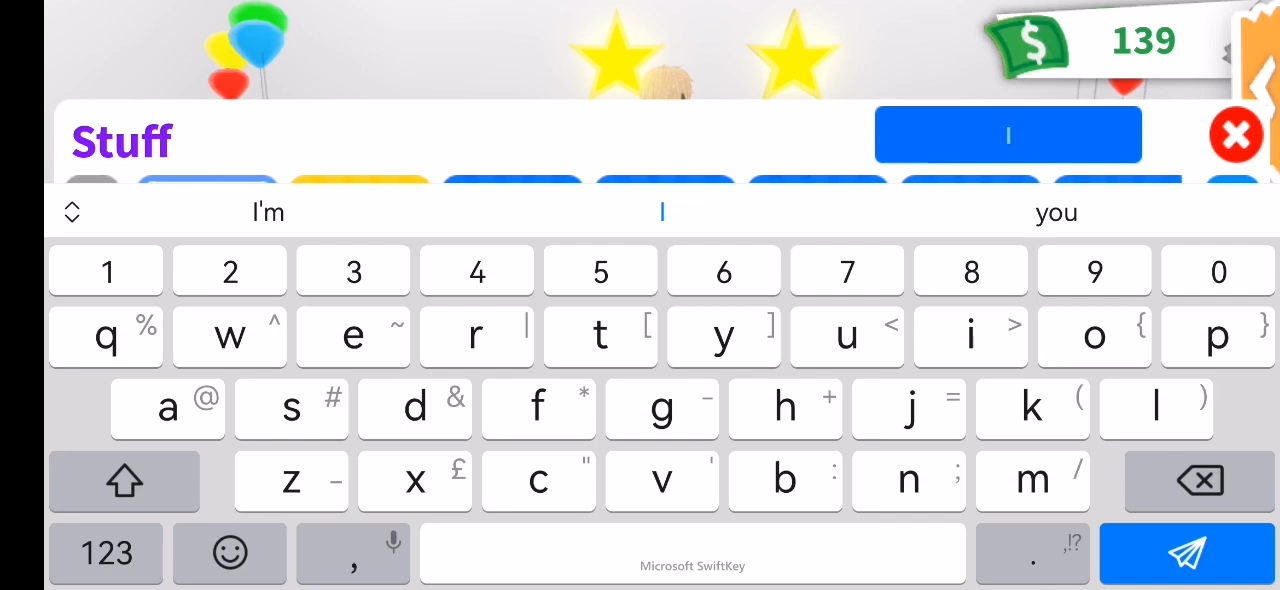 139
Stuff
I
I'm I you
1 2 3 4 5 6 7 8 9 0
q % w ^ e ~ r | t [ y ] u < i > o { p }
a @ s # d & f * g - h + j = k ( l )
z _ x £ c " v ' b : n ; m /
123 , Microsoft SwiftKey . ,!?